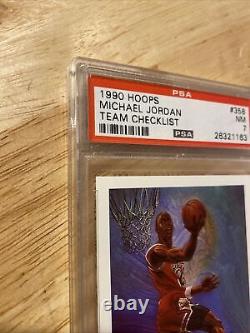 PSA
1990 HOOPS #358
MICHAEL JORDAN NM
TEAM CHECKLIST 7
PSA 26321163